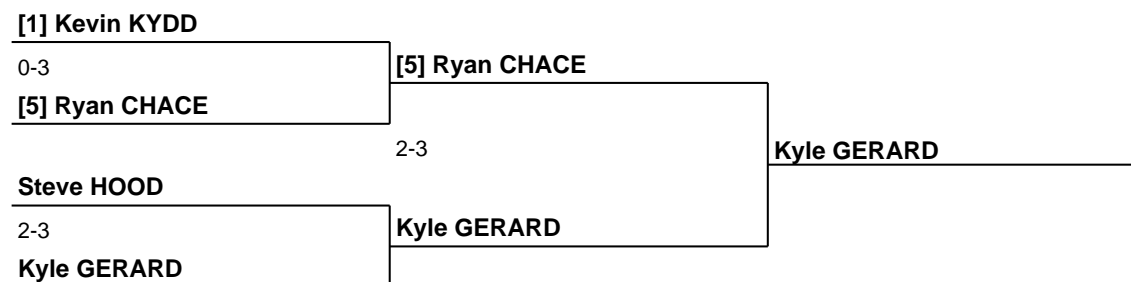 [1] Kevin KYDD
0-3
[5] Ryan CHACE
[5] Ryan CHACE
2-3
Kyle GERARD
Steve HOOD
2-3
Kyle GERARD
Kyle GERARD